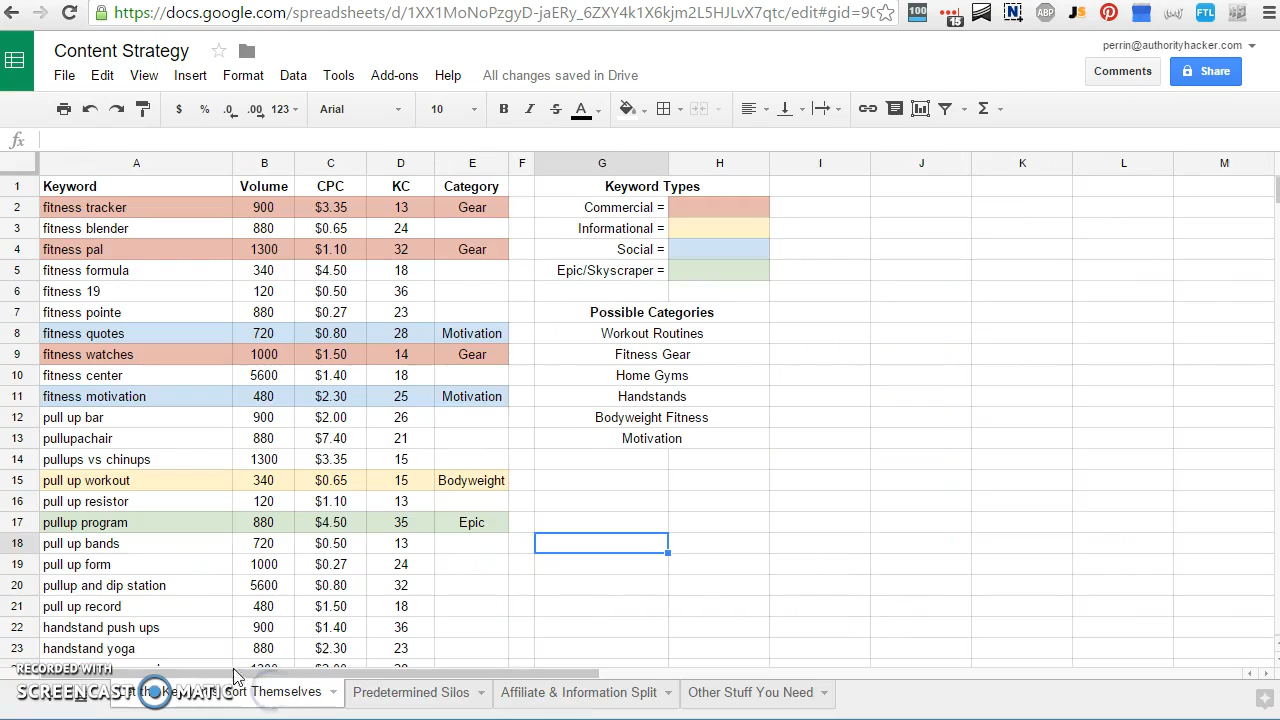 https://docs.google.com/spreadsheets/d/1XX1MoNoPzgyD-jaERy_6ZXY4k1X6kjm2L5HJLvX7qtc/edit#gid=90
100 13 ABP JS FTL
Content Strategy
perrin@authorityhacker.com
File Edit View Insert Format Data Tools Add-ons Help All changes saved in Drive
Comments Share
$ % .0 .00 123 Arial 10 B I S A Σ
fx
A B C D E F G H I J K L M
1 Keyword Volume CPC KC Category Keyword Types
2 fitness tracker 900 $3.35 13 Gear Commercial =
3 fitness blender 880 $0.65 24 Informational =
4 fitness pal 1300 $1.10 32 Gear Social =
5 fitness formula 340 $4.50 18 Epic/Skyscraper =
6 fitness 19 120 $0.50 36
7 fitness pointe 880 $0.27 23 Possible Categories
8 fitness quotes 720 $0.80 28 Motivation Workout Routines
9 fitness watches 1000 $1.50 14 Gear Fitness Gear
10 fitness center 5600 $1.40 18 Home Gyms
11 fitness motivation 480 $2.30 25 Motivation Handstands
12 pull up bar 900 $2.00 26 Bodyweight Fitness
13 pullupachair 880 $7.40 21 Motivation
14 pullups vs chinups 1300 $3.35 15
15 pull up workout 340 $0.65 15 Bodyweight
16 pull up resistor 120 $1.10 13
17 pullup program 880 $4.50 35 Epic
18 pull up bands 720 $0.50 13
19 pull up form 1000 $0.27 24
20 pullup and dip station 5600 $0.80 32
21 pull up record 480 $1.50 18
22 handstand push ups 900 $1.40 36
23 handstand yoga 880 $2.30 23
RECORDED WITH
SCREENCAST MATIC
Sort Themselves Predetermined Silos Affiliate & Information Split Other Stuff You Need